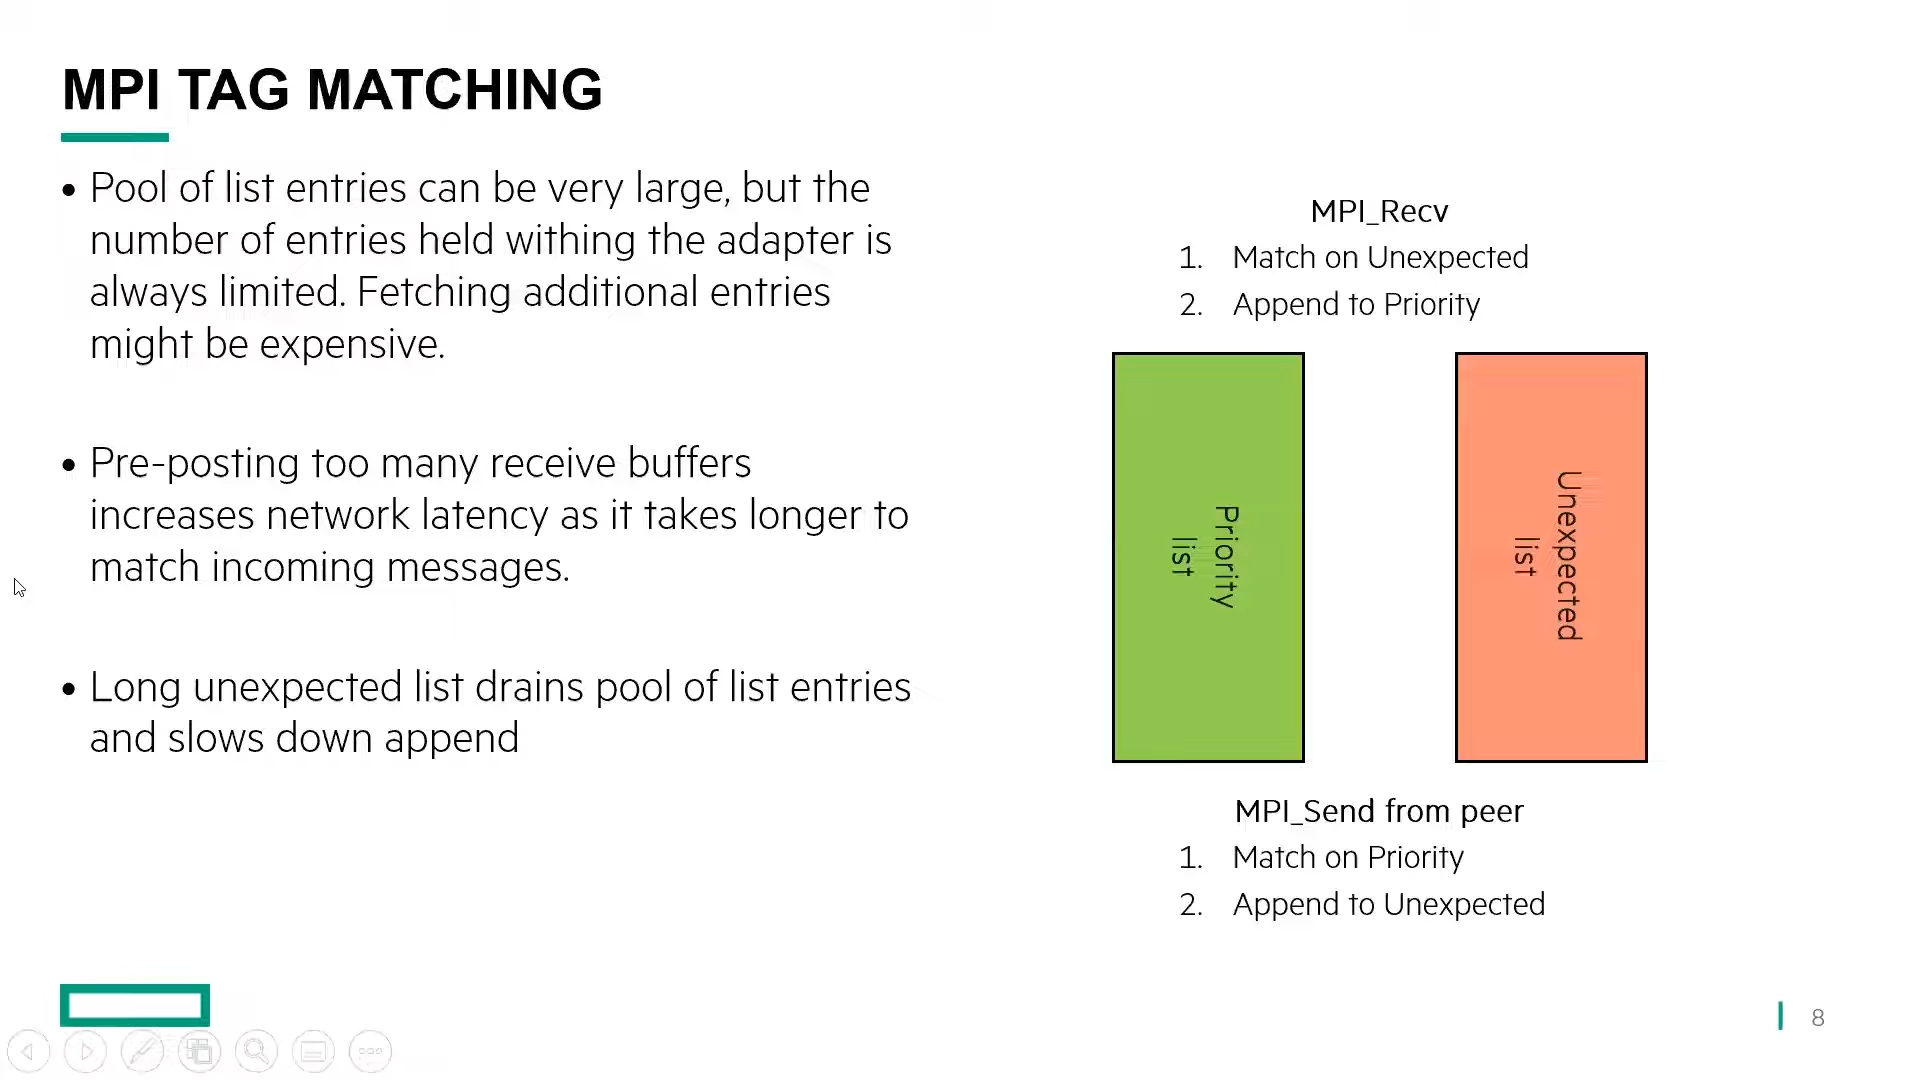 MPI TAG MATCHING
• Pool of list entries can be very large, but the
number of entries held withing the adapter is
always limited. Fetching additional entries
might be expensive.
• Pre-posting too many receive buffers
increases network latency as it takes longer to
match incoming messages.
• Long unexpected list drains pool of list entries
and slows down append
MPI_Recv
1. Match on Unexpected
2. Append to Priority
Priority
list
Unexpected
list
MPI_Send from peer
1. Match on Priority
2. Append to Unexpected
8